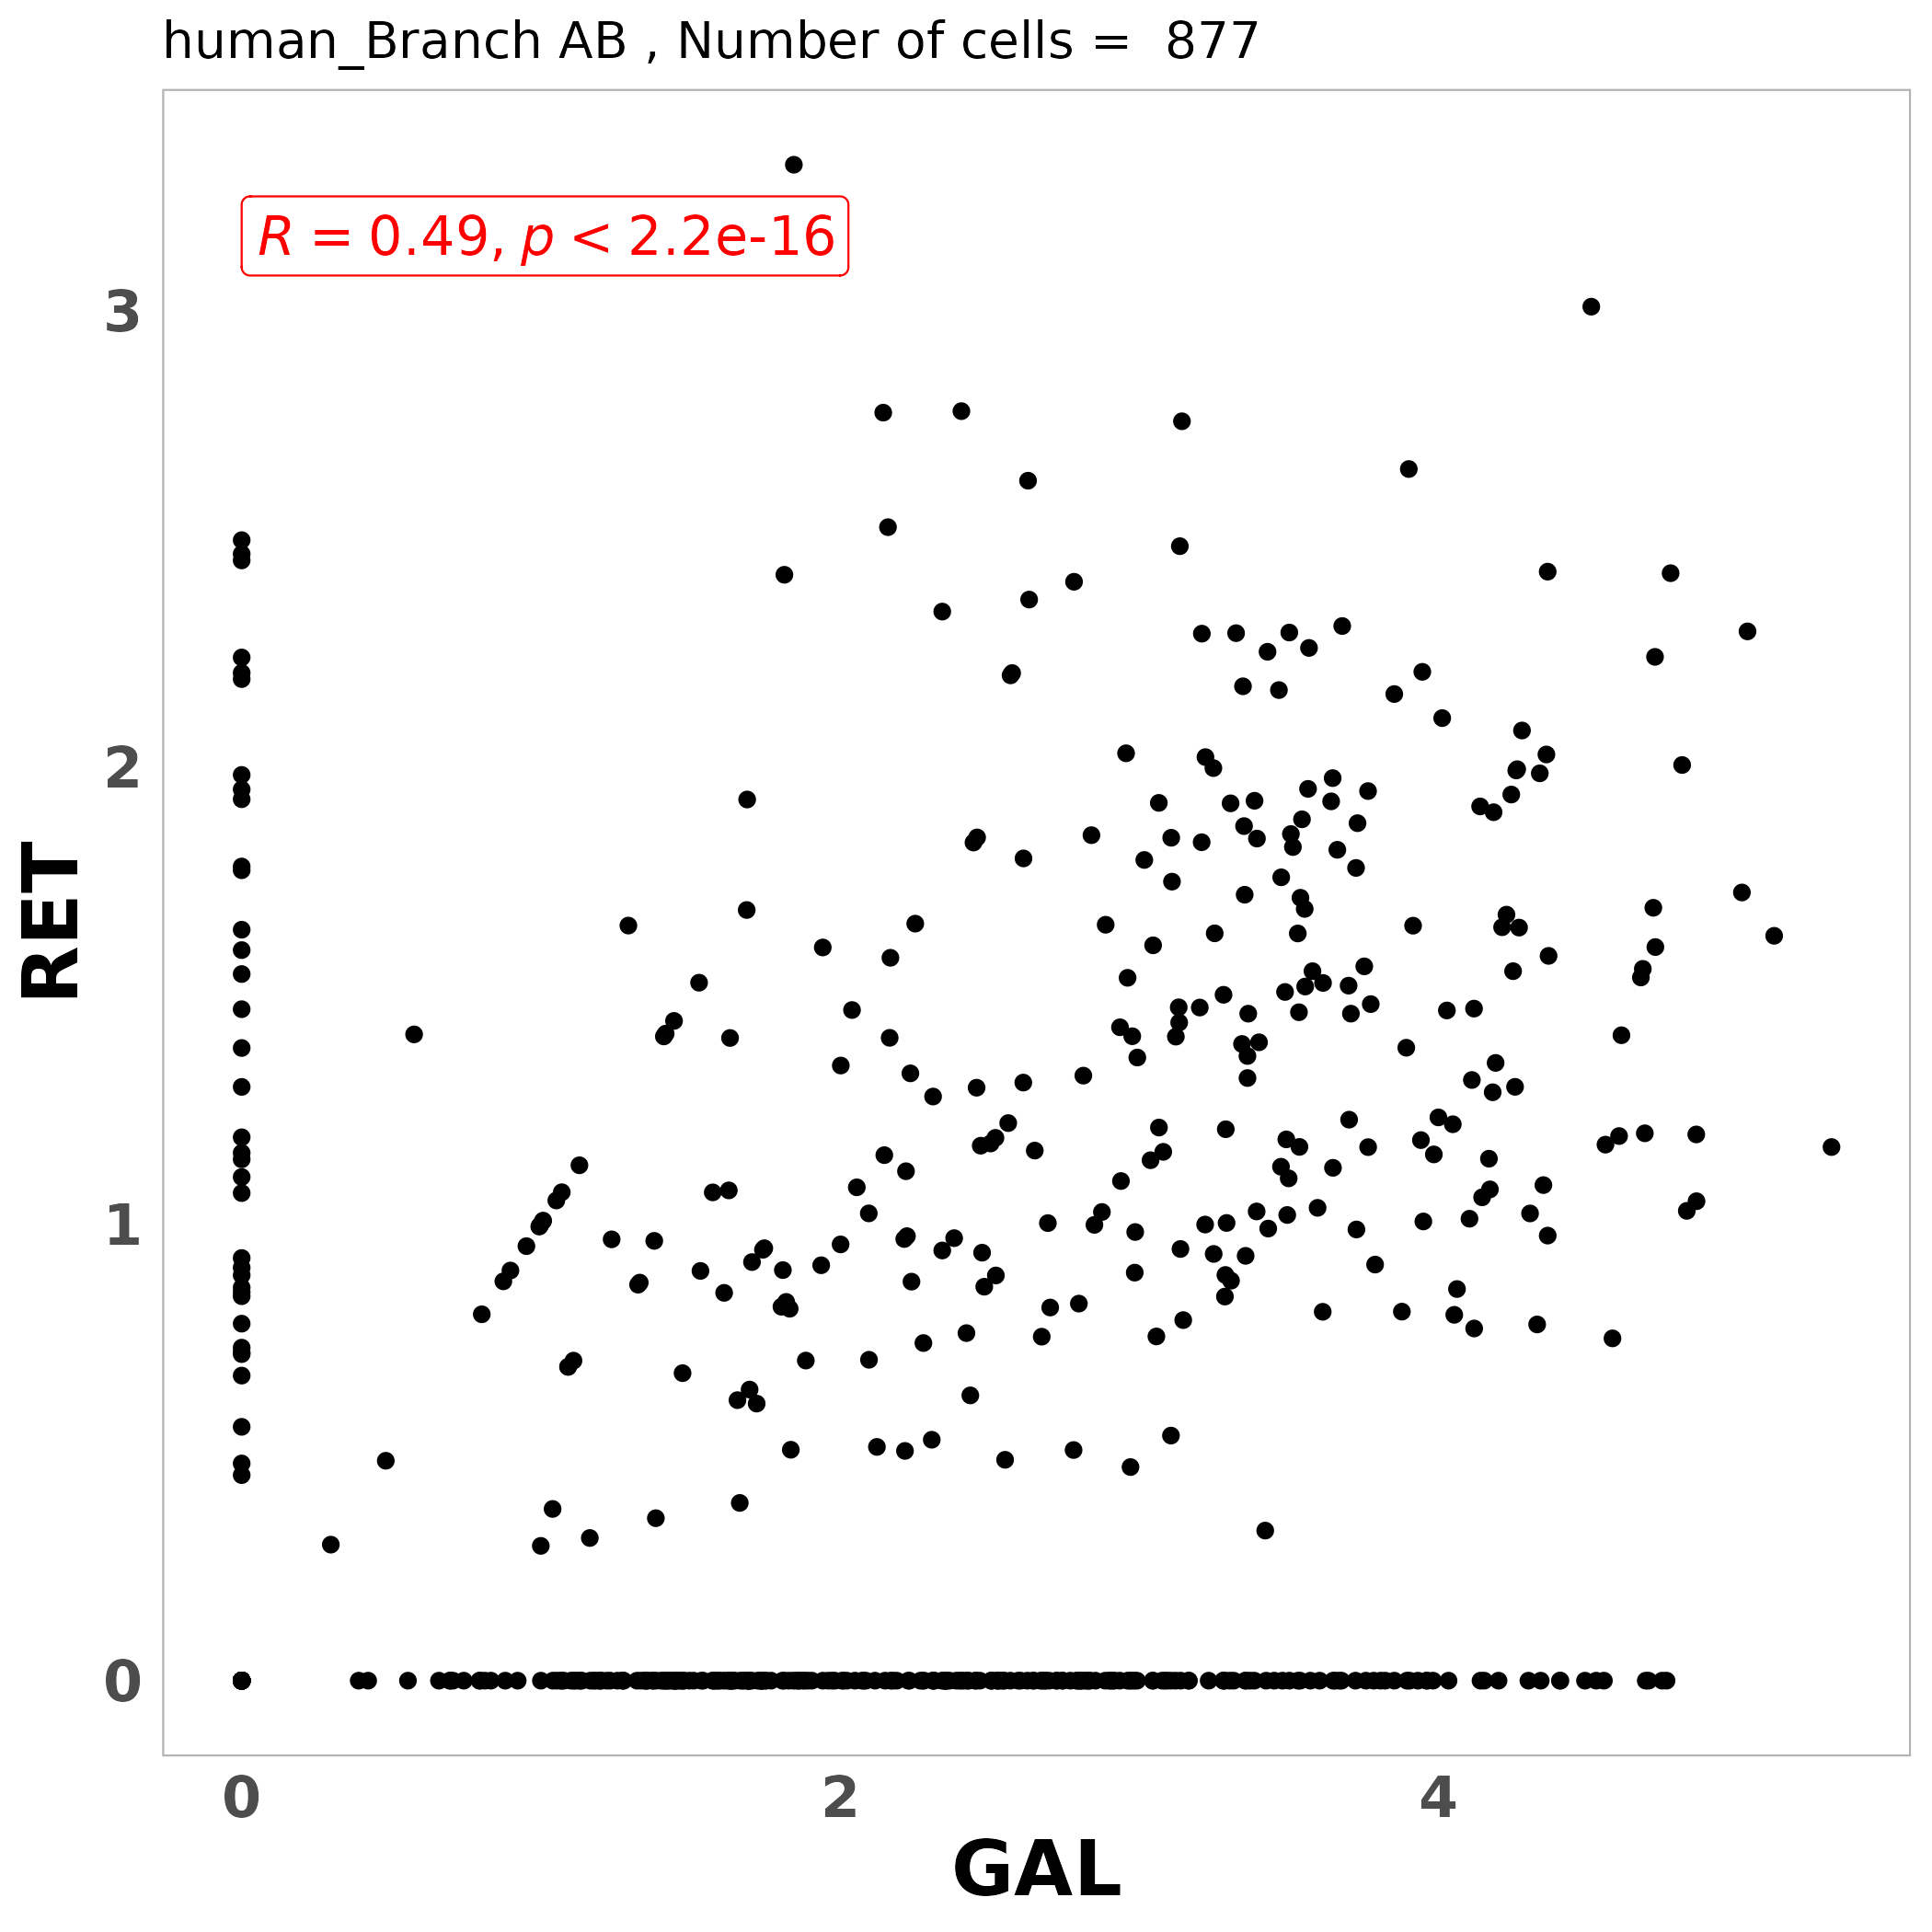 human_Branch AB , Number of cells =  877
R = 0.49, p < 2.2e-16
3
2
1
0
RET
0 2 4
GAL